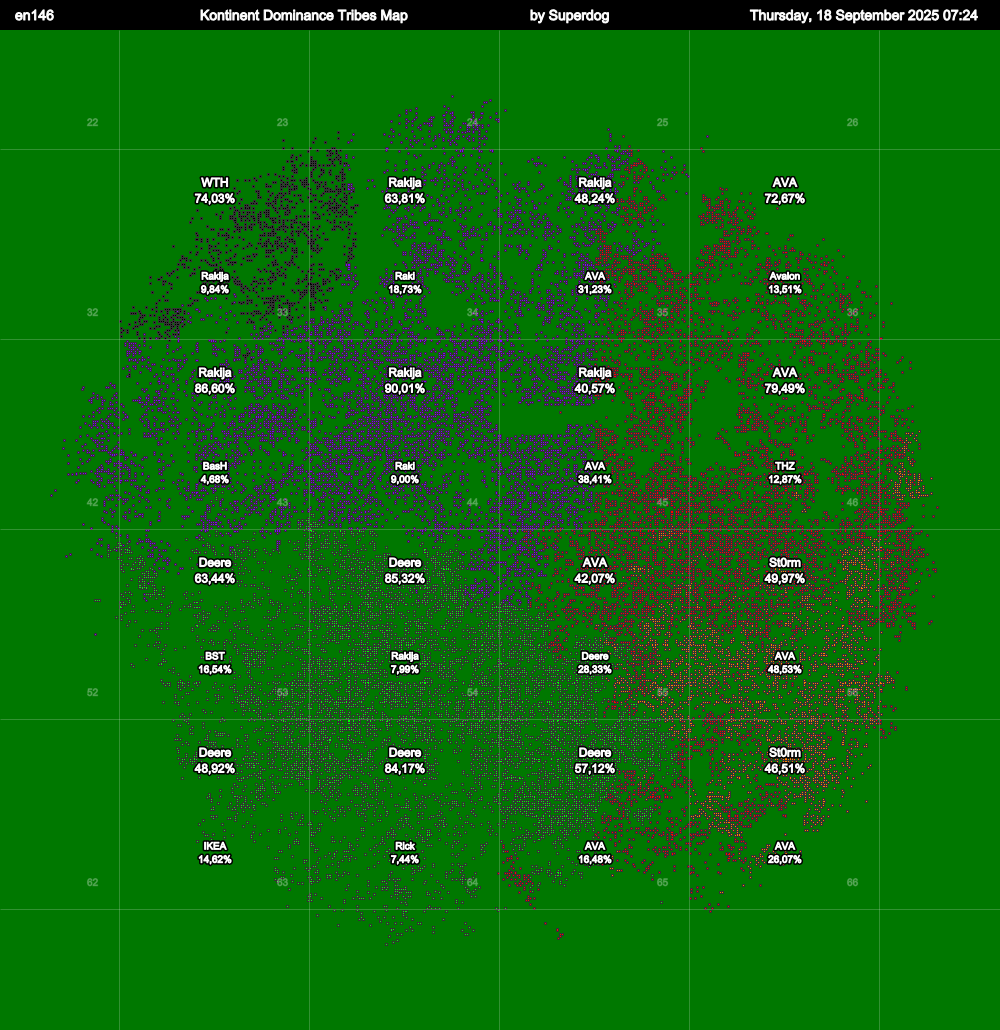 en146 Kontinent Dominance Tribes Map by Superdog Thursday, 18 September 2025 07:24
22 23 24 25 26
WTH Rakija Rakija AVA
74,03% 63,81% 48,24% 72,67%
Rakija Raki AVA Avalon
9,84% 18,73% 31,23% 13,51%
32 33 34 35 36
Rakija Rakija Rakija AVA
86,60% 90,01% 40,57% 79,49%
BasH Raki AVA THZ
4,68% 9,00% 38,41% 12,87%
42 43 44 45 46
Deere Deere AVA St0rm
63,44% 85,32% 42,07% 49,97%
BST Rakija Deere AVA
16,54% 7,99% 28,33% 48,53%
52 53 54 55 56
Deere Deere Deere St0rm
48,92% 84,17% 57,12% 46,51%
IKEA Rick AVA AVA
14,62% 7,44% 16,48% 26,07%
62 63 64 65 66